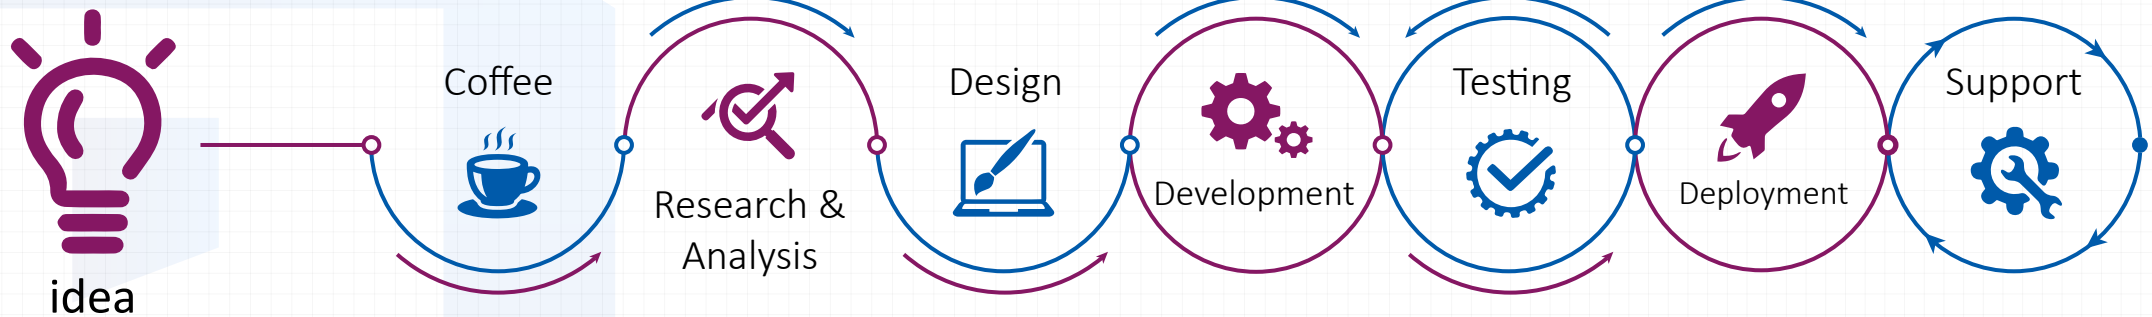 idea
Coffee
Research &
Analysis
Design
Development
Testing
Deployment
Support